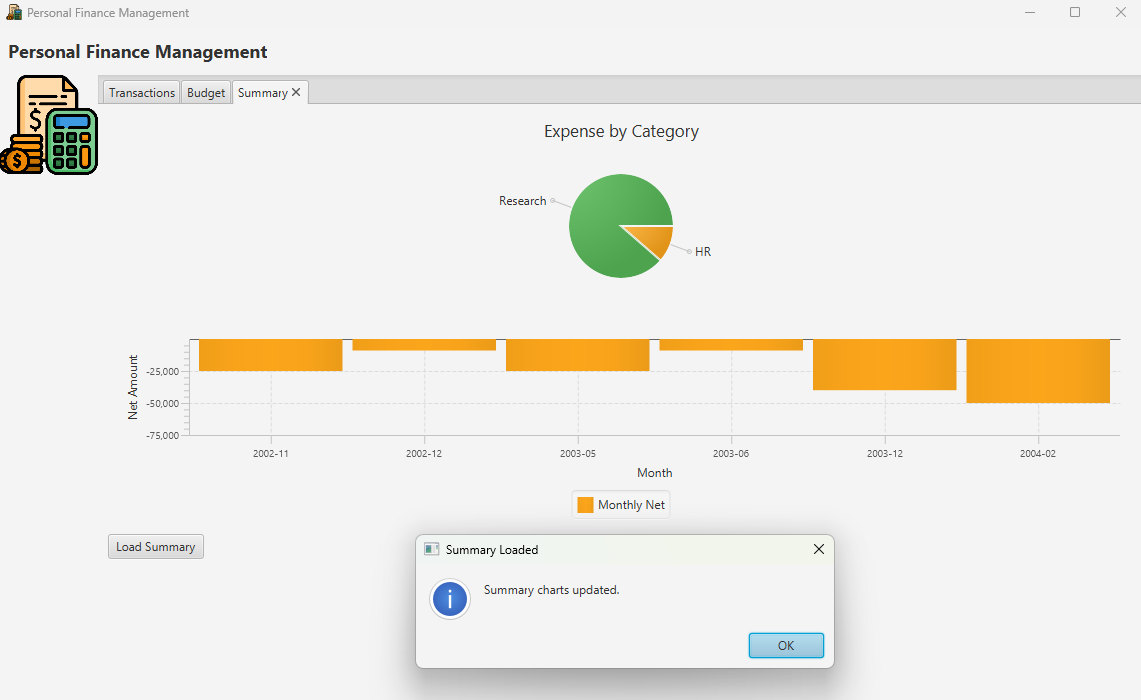 Personal Finance Management
Personal Finance Management
$
$
Transactions Budget Summary
Expense by Category
Research
HR
Net Amount
-25,000
-50,000
-75,000
2002-11 2002-12 2003-05 2003-06 2003-12 2004-02
Month
Monthly Net
Load Summary
Summary Loaded
i
Summary charts updated.
OK